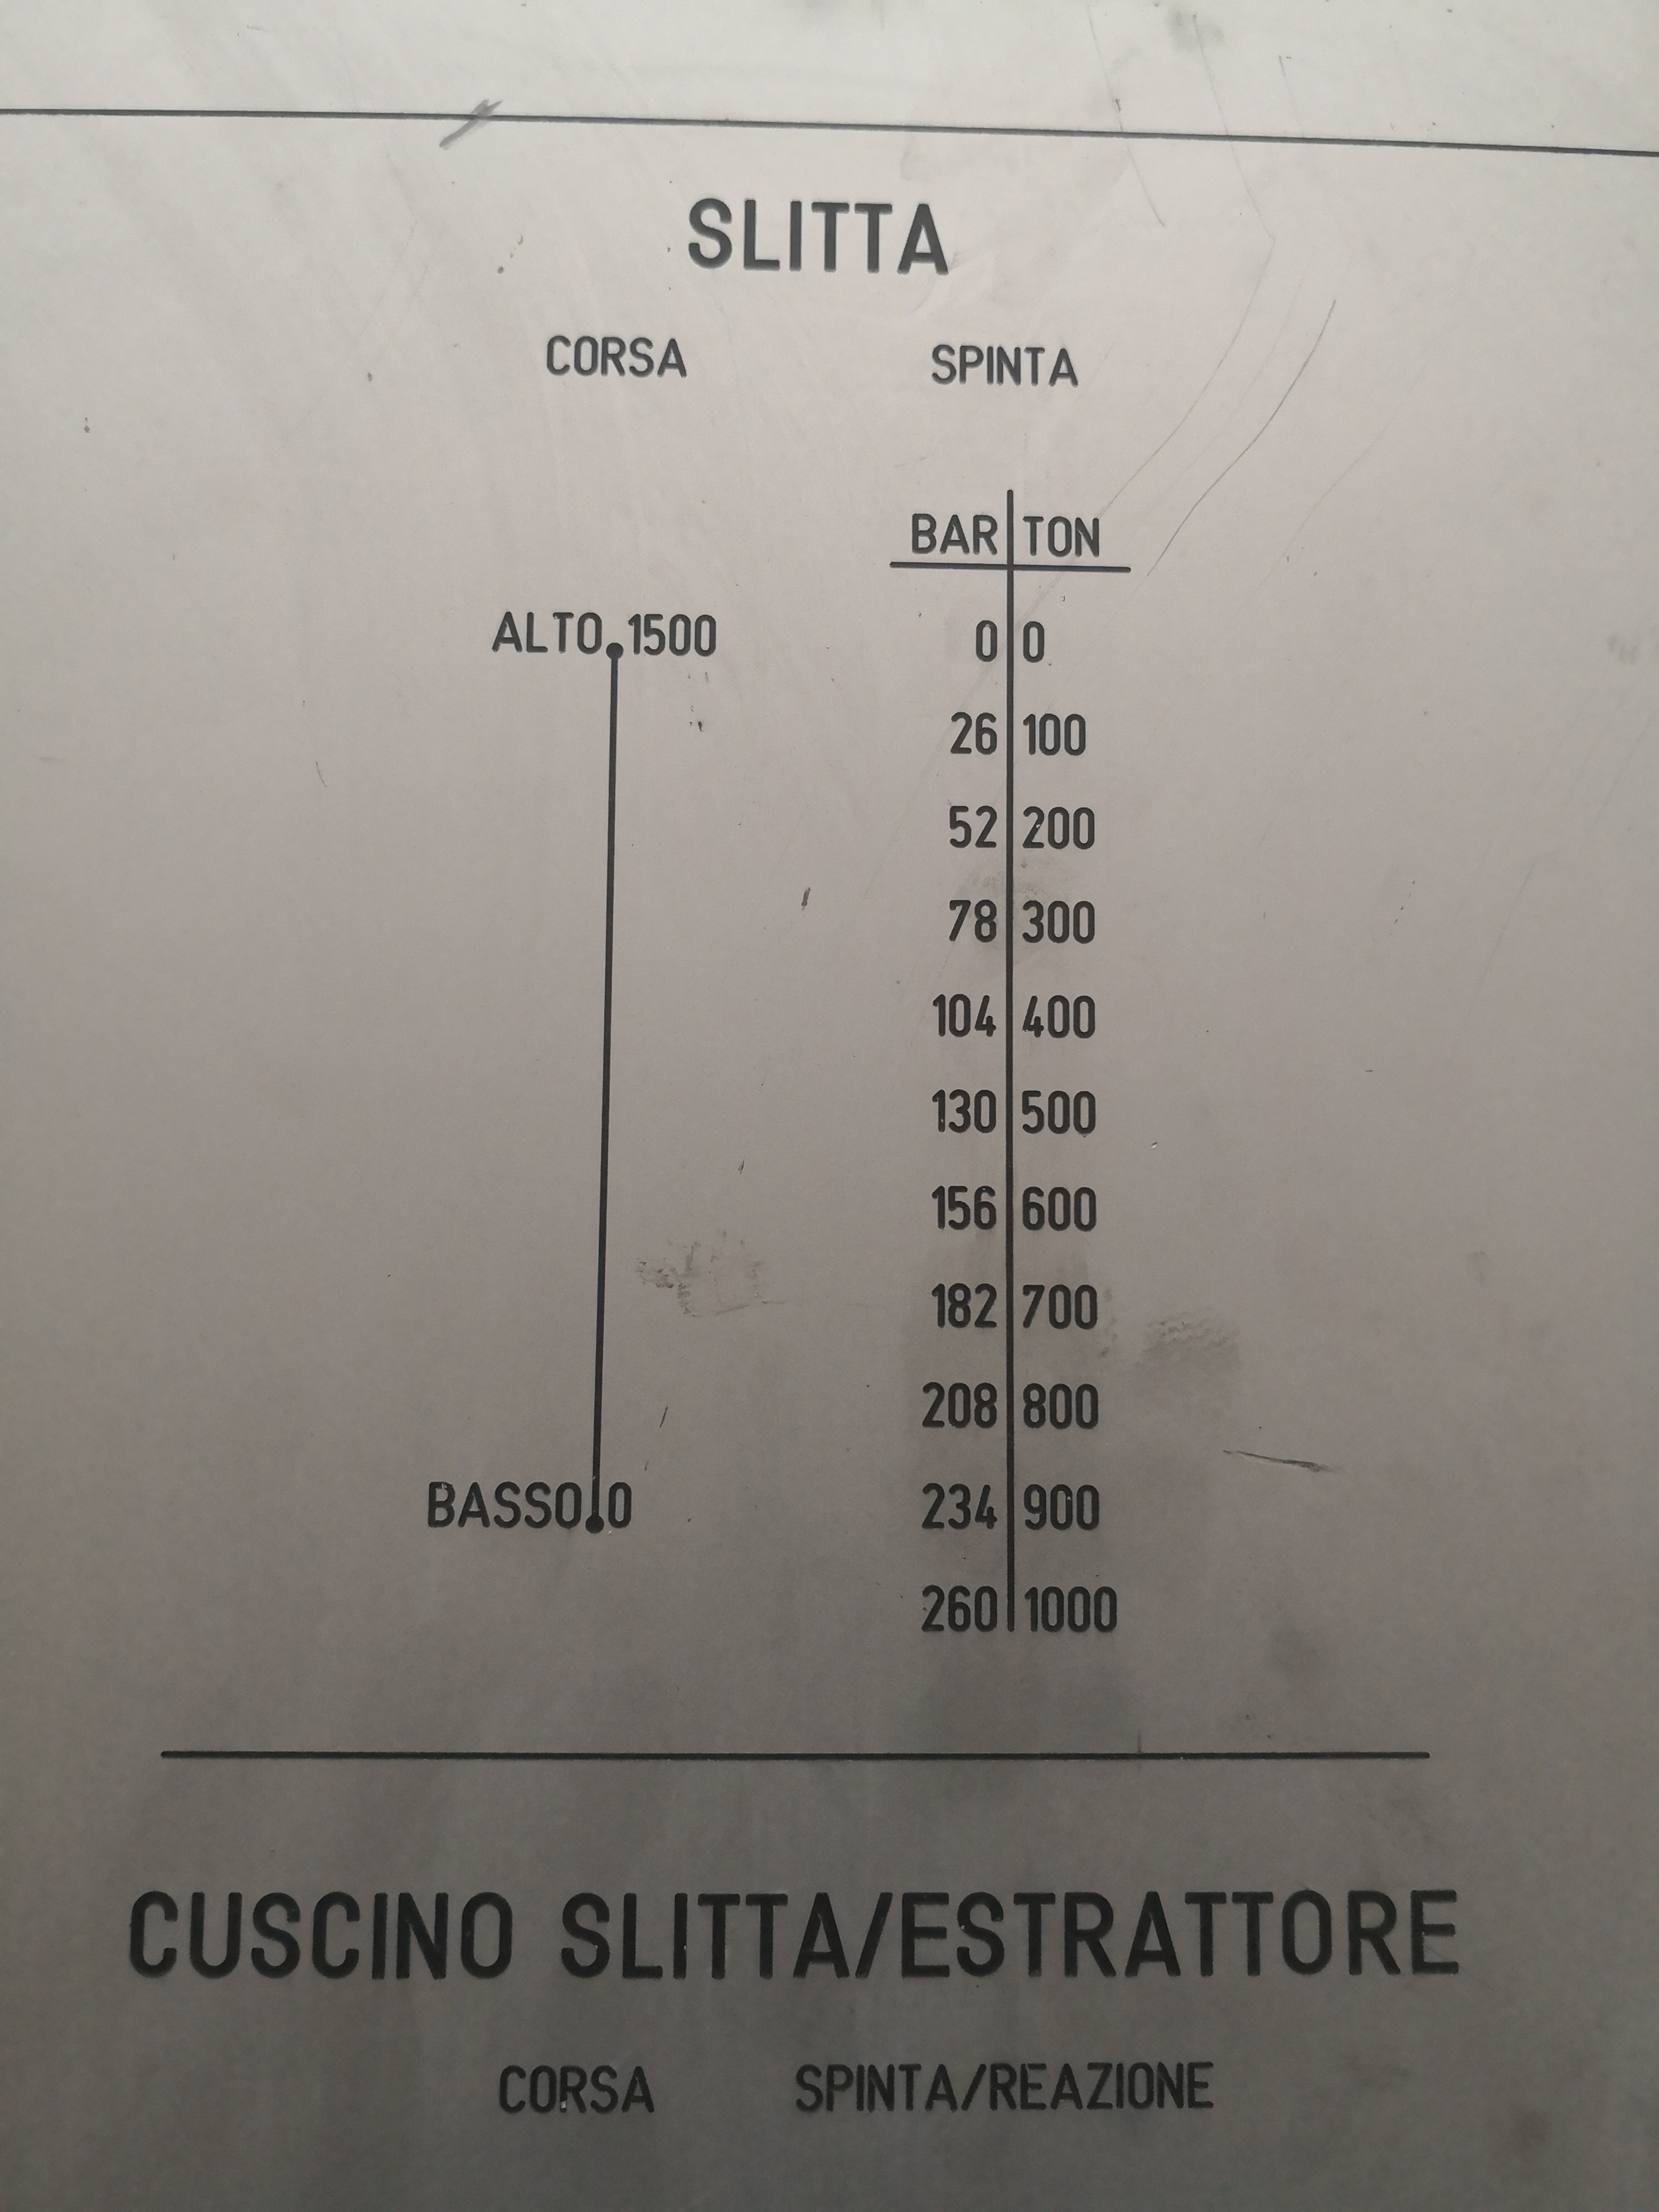 SLITTA
CORSA SPINTA
BAR TON
ALTO 1500
0 0
26 100
52 200
78 300
104 400
130 500
156 600
182 700
208 800
BASSO 0
234 900
260 1000
CUSCINO SLITTA/ESTRATTORE
CORSA SPINTA/REAZIONE